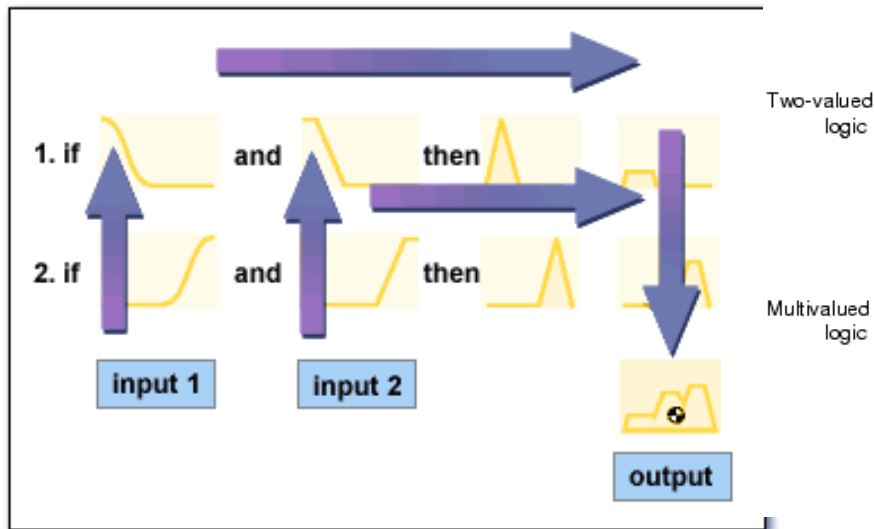 Two-valued
logic
1. if and then
2. if and then
Multivalued
logic
input 1 input 2
output